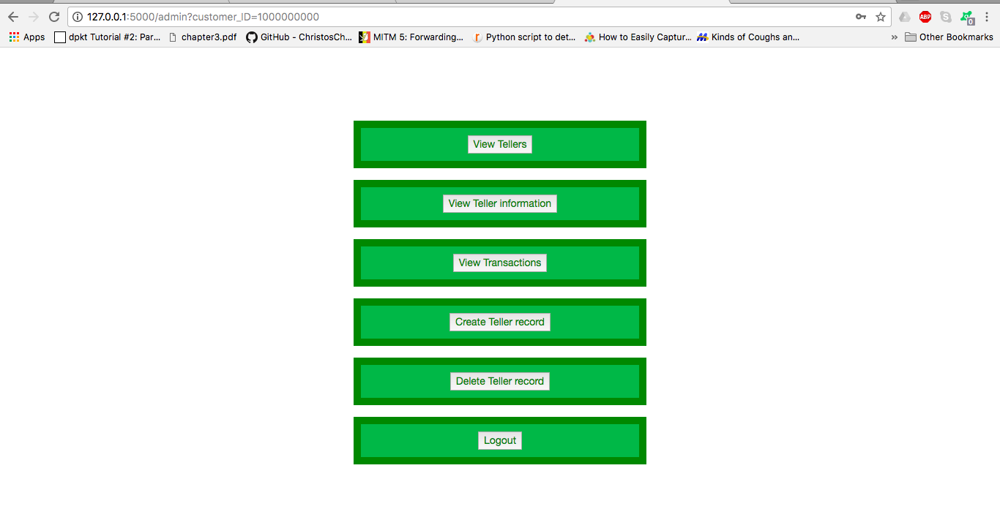 127.0.0.1:5000/admin?customer_ID=1000000000
ABP
S
0
Apps dpkt Tutorial #2: Par... chapter3.pdf GitHub - ChristosCh... MITM 5: Forwarding... r Python script to det... How to Easily Captur... Kinds of Coughs an... » Other Bookmarks
View Tellers
View Teller information
View Transactions
Create Teller record
Delete Teller record
Logout